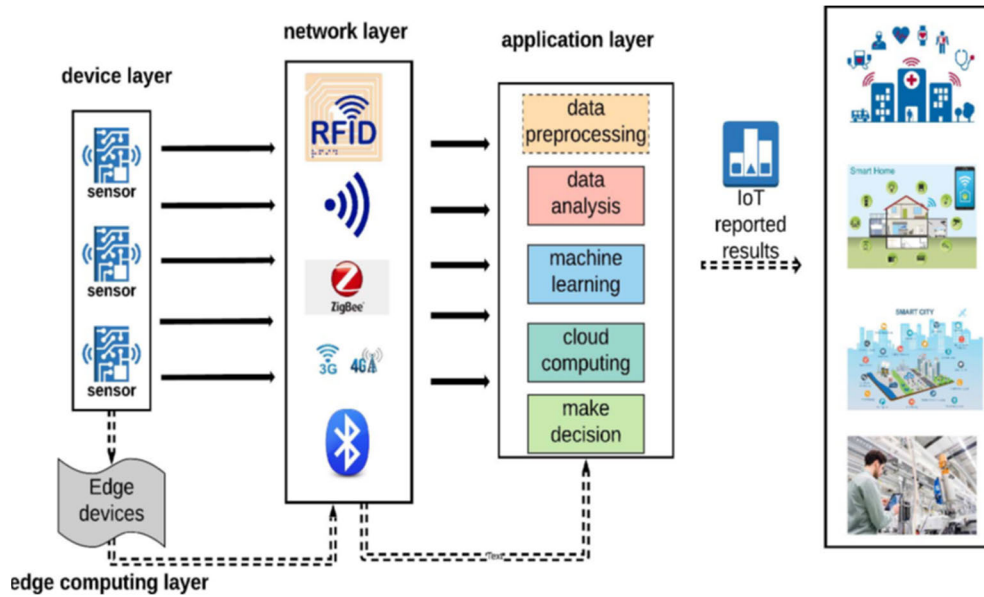 network layer
application layer
device layer
RFID
data
preprocessing
sensor
data
analysis
IoT
reported
results
Smart Home
machine
learning
sensor
ZigBee
cloud
computing
3G 4G
SMART CITY
sensor
make
decision
Edge
devices
Text
edge computing layer